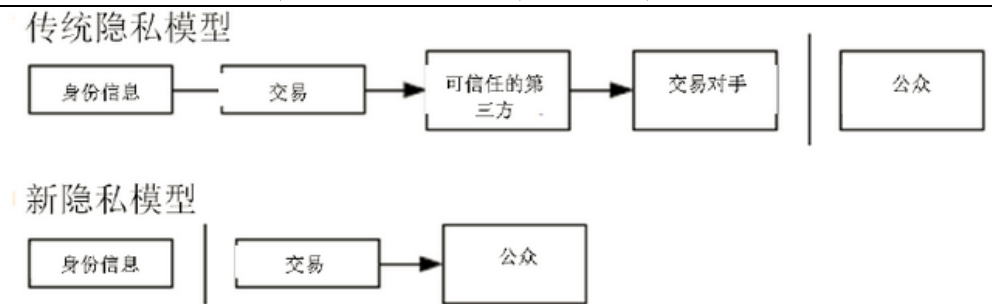 传统隐私模型
身份信息
交易
可信任的第
三方
交易对手
公众
新隐私模型
身份信息
交易
公众